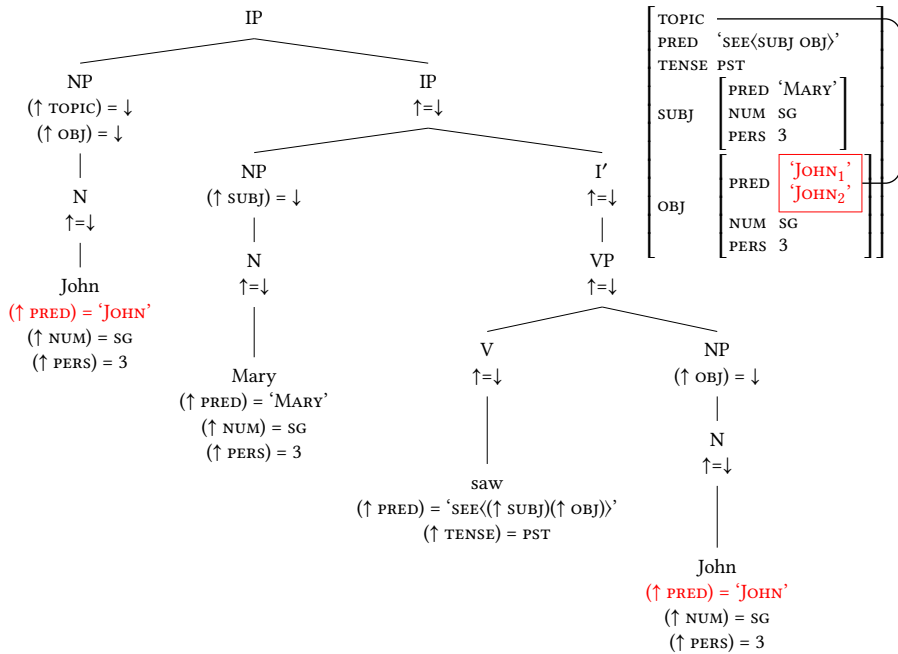 IP
NP
(↑ TOPIC) = ↓
(↑ OBJ) = ↓
N
↑=↓
John
(↑ PRED) = ‘JOHN’
(↑ NUM) = SG
(↑ PERS) = 3
IP
↑=↓
NP
(↑ SUBJ) = ↓
N
↑=↓
Mary
(↑ PRED) = ‘MARY’
(↑ NUM) = SG
(↑ PERS) = 3
I′
↑=↓
VP
↑=↓
V
↑=↓
saw
(↑ PRED) = ‘SEE⟨(↑ SUBJ)(↑ OBJ)⟩’
(↑ TENSE) = PST
NP
(↑ OBJ) = ↓
N
↑=↓
John
(↑ PRED) = ‘JOHN’
(↑ NUM) = SG
(↑ PERS) = 3
TOPIC
PRED ‘SEE⟨SUBJ OBJ⟩’
TENSE PST
SUBJ
PRED ‘MARY’
NUM SG
PERS 3
OBJ
PRED
‘JOHN₁’
‘JOHN₂’
NUM SG
PERS 3